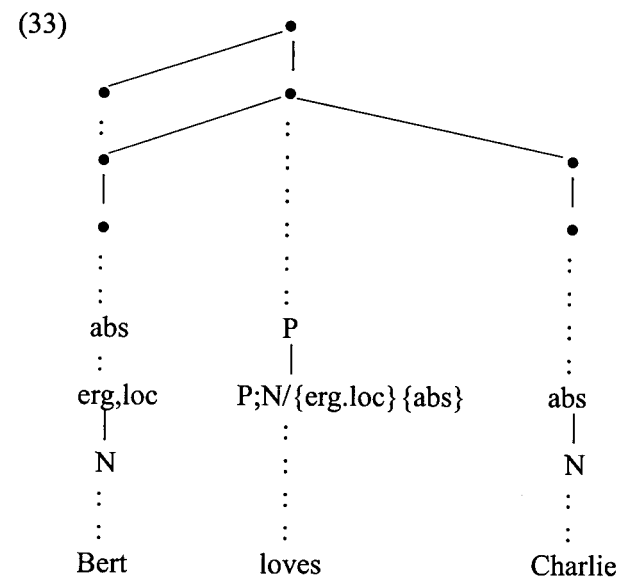 (33)
abs P
erg,loc P;N/{erg.loc}{abs} abs
N N
Bert loves Charlie